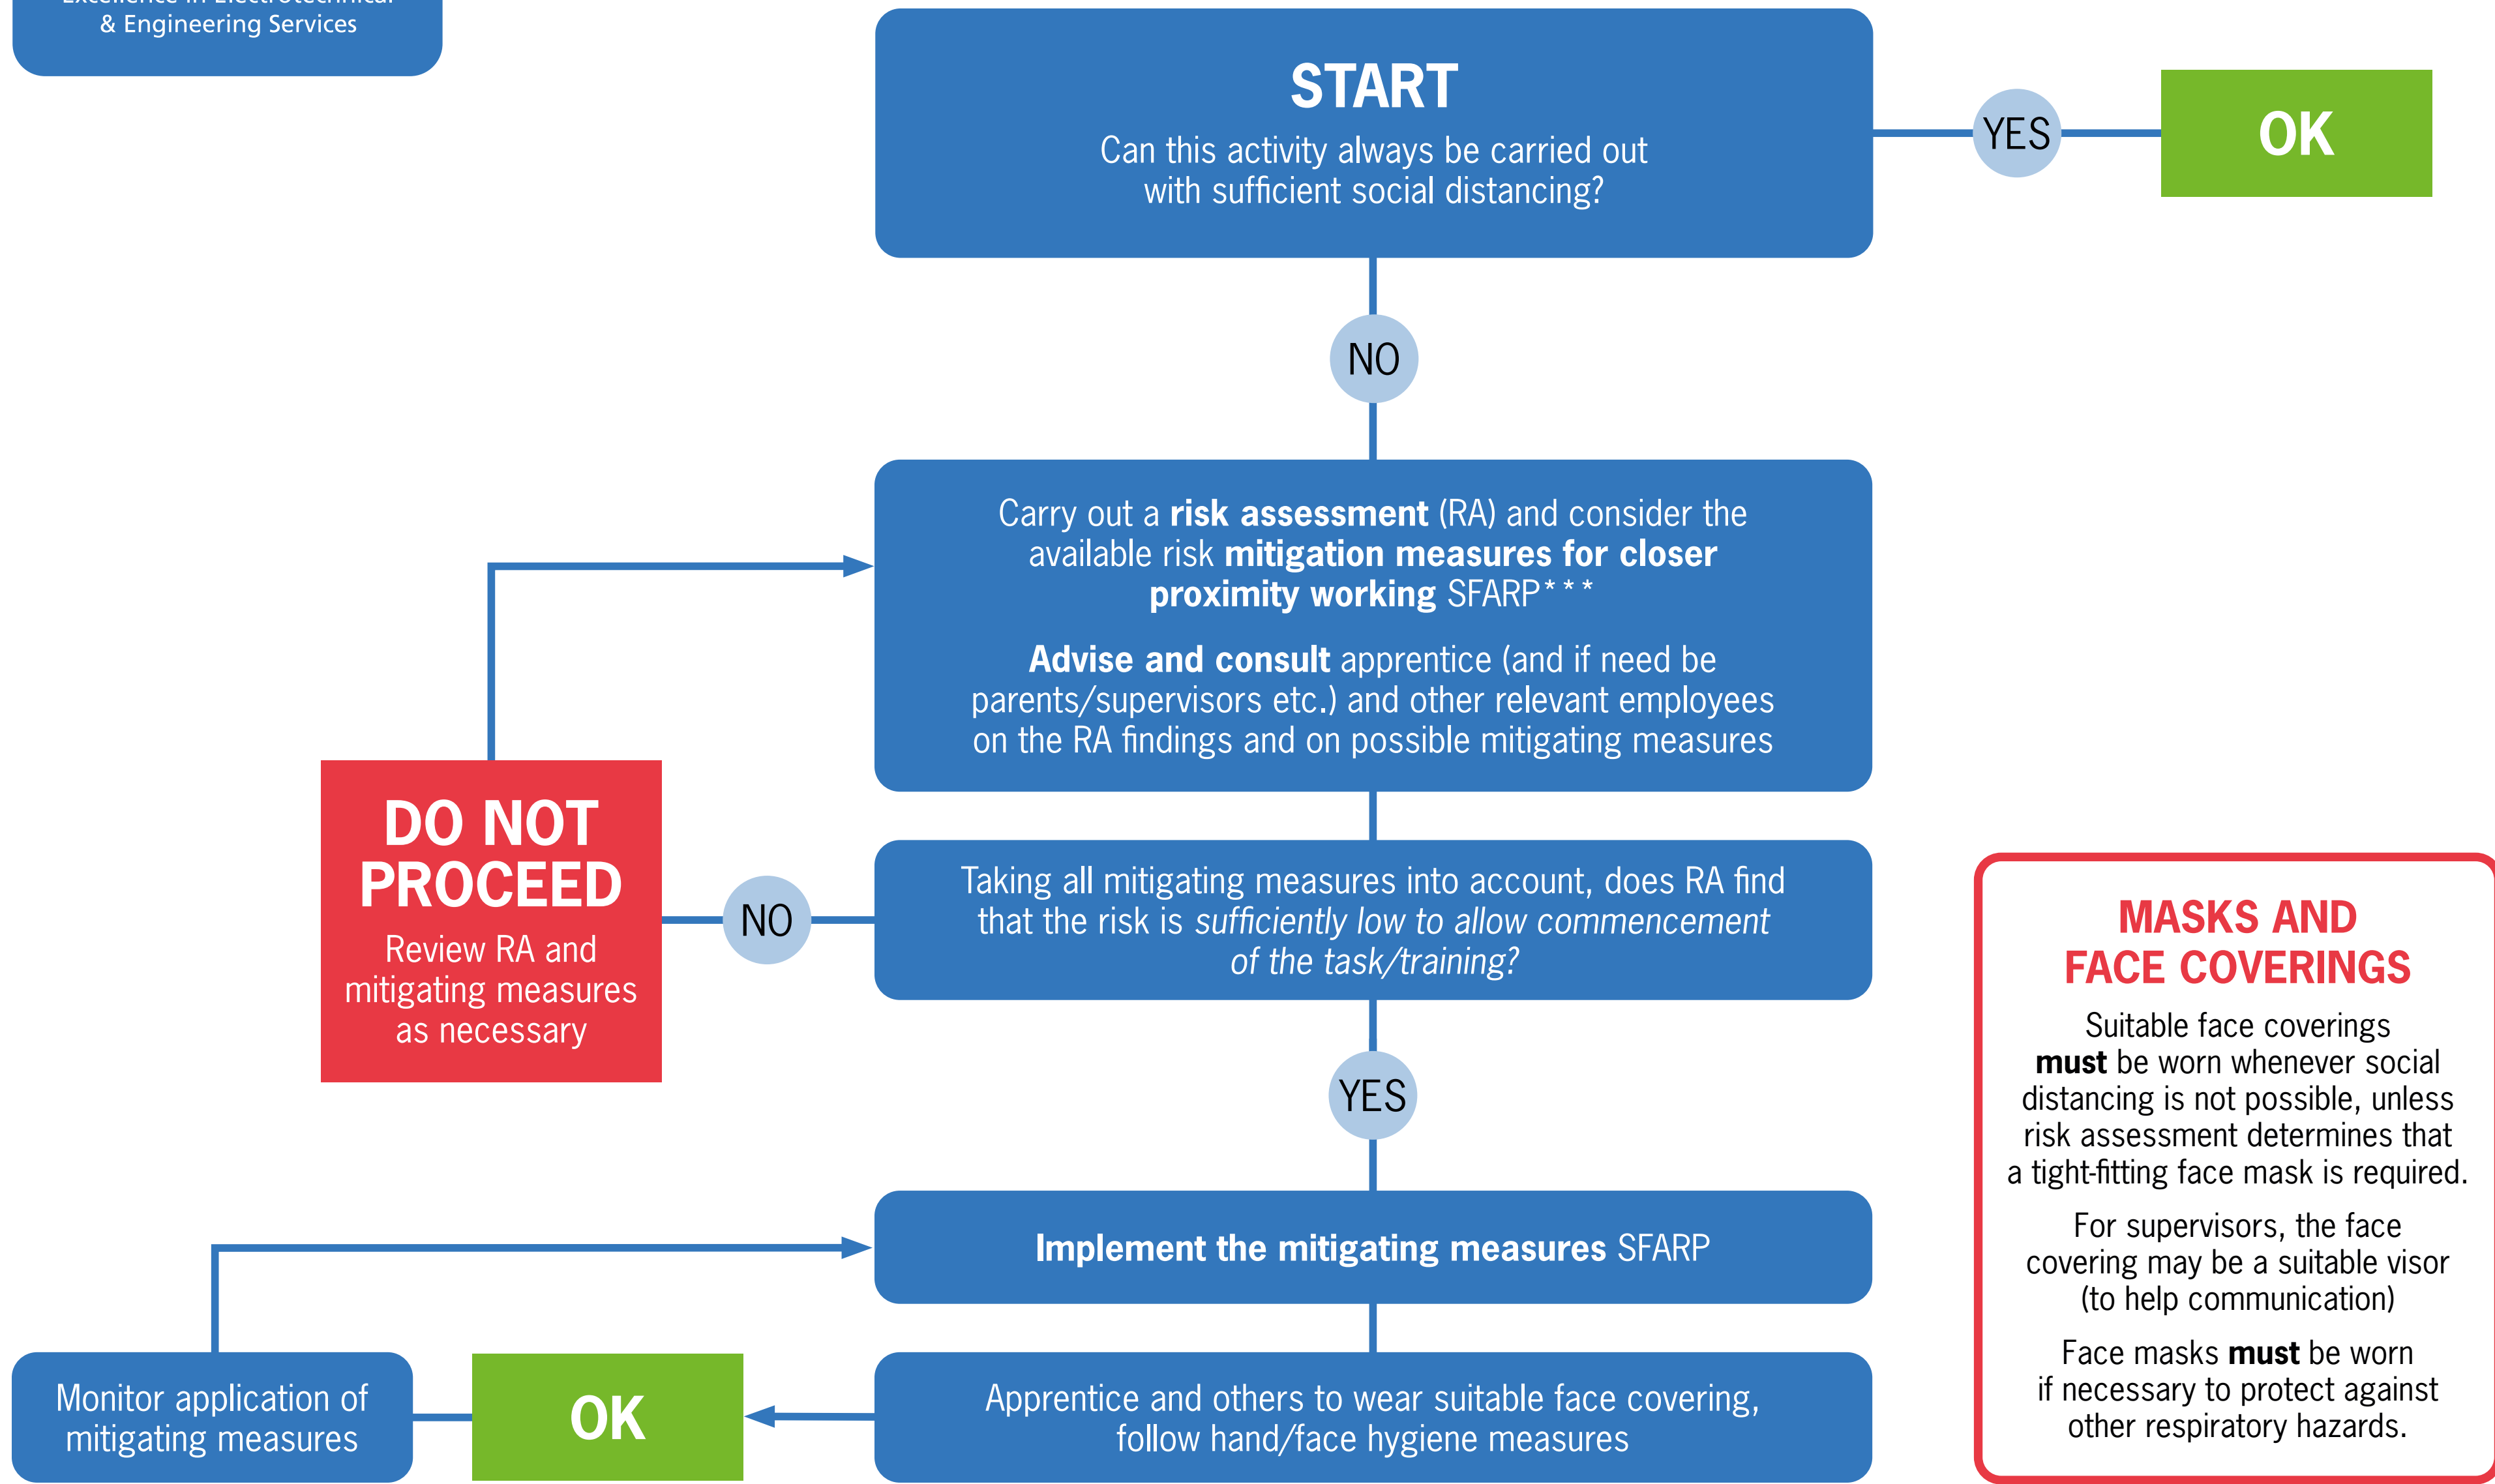 Excellence in Electrotechnical
& Engineering Services
START
Can this activity always be carried out
with sufficient social distancing?
YES
OK
NO
Carry out a risk assessment (RA) and consider the
available risk mitigation measures for closer
proximity working SFARP***
Advise and consult apprentice (and if need be
parents/supervisors etc.) and other relevant employees
on the RA findings and on possible mitigating measures
DO NOT
PROCEED
Review RA and
mitigating measures
as necessary
NO
Taking all mitigating measures into account, does RA find
that the risk is sufficiently low to allow commencement
of the task/training?
YES
Implement the mitigating measures SFARP
Monitor application of
mitigating measures
OK
Apprentice and others to wear suitable face covering,
follow hand/face hygiene measures
MASKS AND
FACE COVERINGS
Suitable face coverings
must be worn whenever social
distancing is not possible, unless
risk assessment determines that
a tight-fitting face mask is required.
For supervisors, the face
covering may be a suitable visor
(to help communication)
Face masks must be worn
if necessary to protect against
other respiratory hazards.